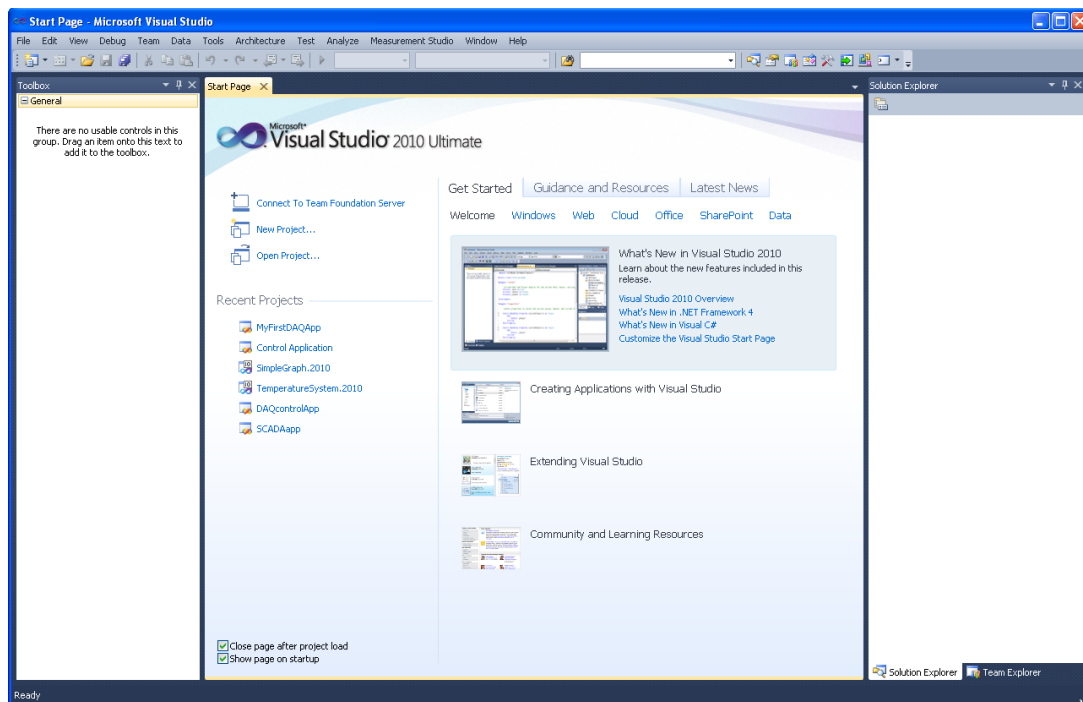 Start Page - Microsoft Visual Studio
File Edit View Debug Team Data Tools Architecture Test Analyze Measurement Studio Window Help
Toolbox
General
There are no usable controls in this
group. Drag an item onto this text to
add it to the toolbox.
Start Page
Microsoft
Visual Studio 2010 Ultimate
Connect To Team Foundation Server
New Project...
Open Project...
Recent Projects
MyFirstDAQApp
Control Application
SimpleGraph.2010
TemperatureSystem.2010
DAQcontrolApp
SCADAapp
Close page after project load
Show page on startup
Get Started Guidance and Resources Latest News
Welcome Windows Web Cloud Office SharePoint Data
What's New in Visual Studio 2010
Learn about the new features included in this
release.
Visual Studio 2010 Overview
What's New in .NET Framework 4
What's New in Visual C#
Customize the Visual Studio Start Page
Creating Applications with Visual Studio
Extending Visual Studio
Community and Learning Resources
Solution Explorer
Solution Explorer Team Explorer
Ready